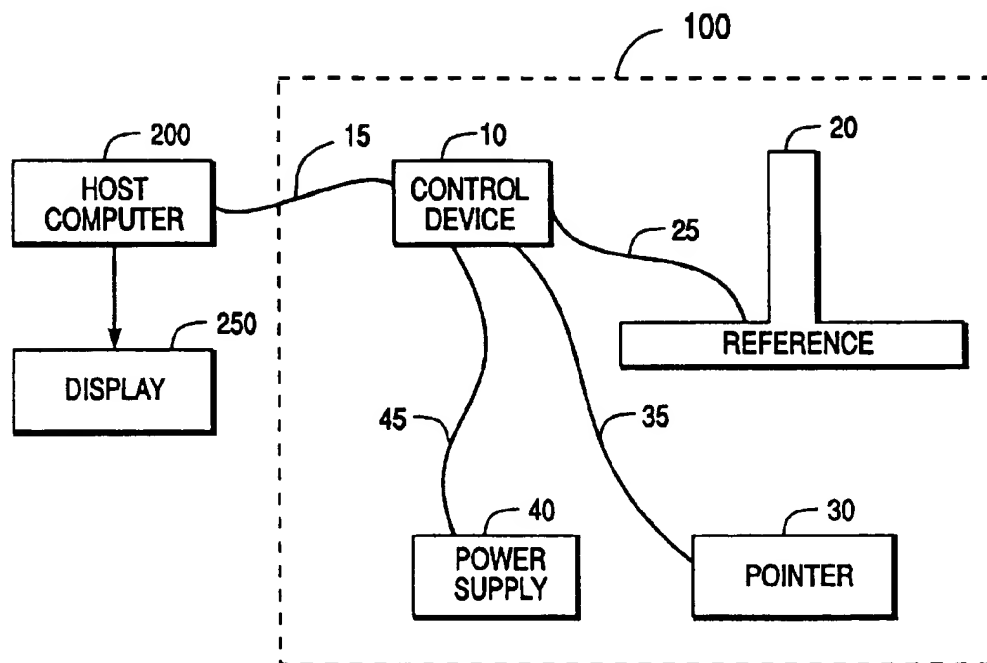 100
200
HOST
COMPUTER
15
10
CONTROL
DEVICE
20
25
REFERENCE
250
DISPLAY
45
35
40
POWER
SUPPLY
30
POINTER